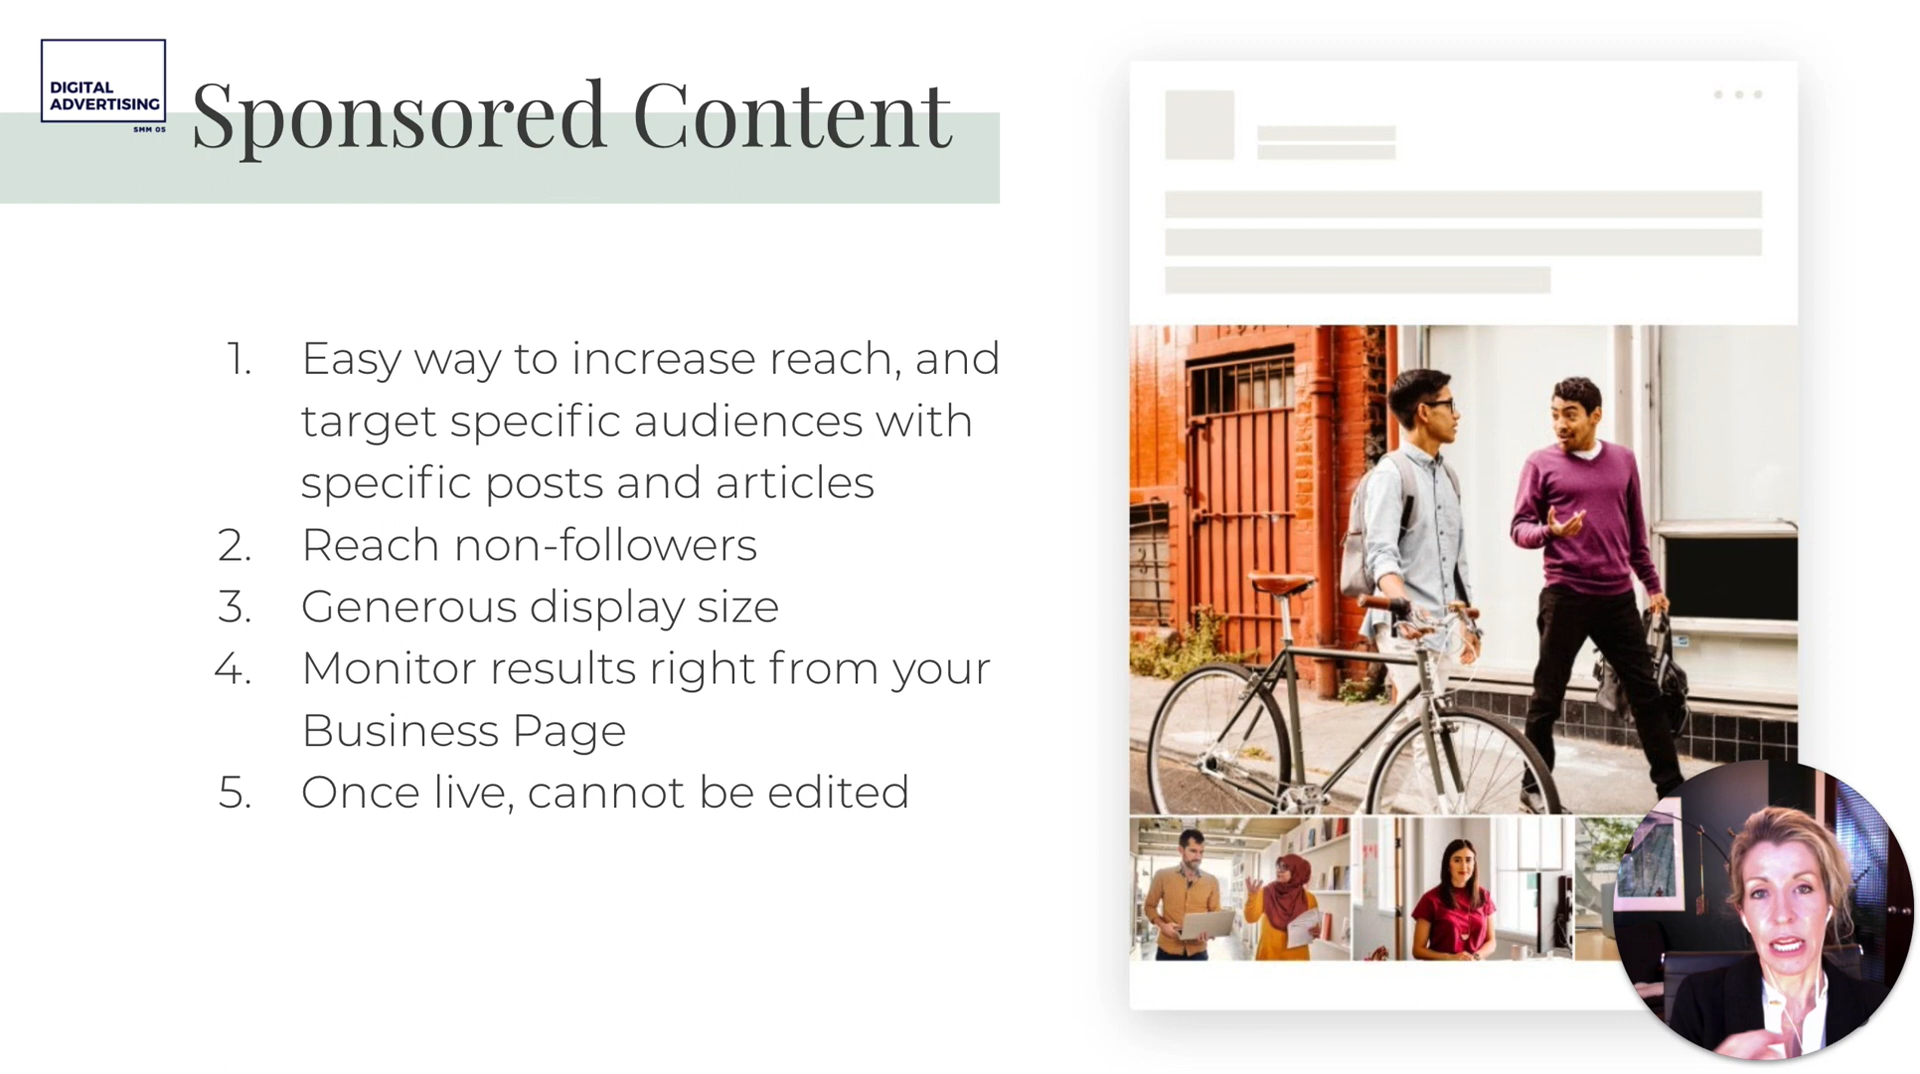 DIGITAL
ADVERTISING
SMM 05
Sponsored Content
1. Easy way to increase reach, and
target specific audiences with
specific posts and articles
2. Reach non-followers
3. Generous display size
4. Monitor results right from your
Business Page
5. Once live, cannot be edited